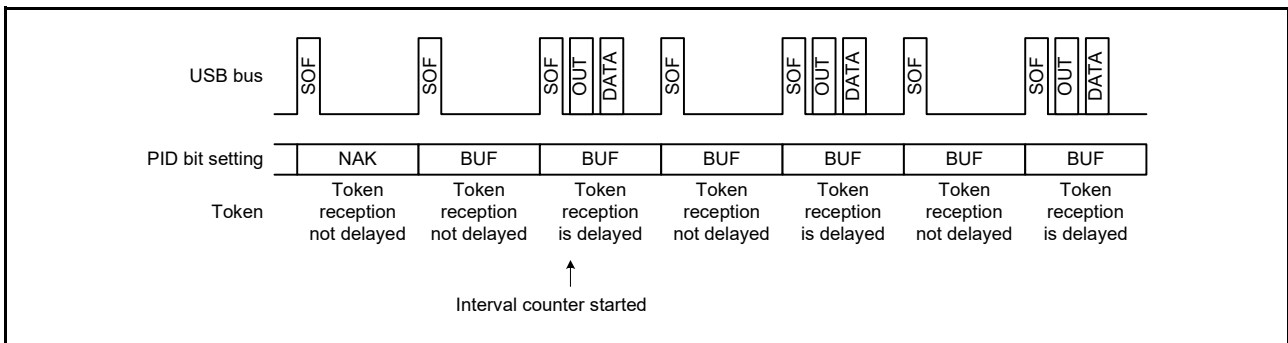 USB bus
SOF
SOF
SOF
OUT
DATA
SOF
SOF
OUT
DATA
SOF
SOF
OUT
DATA
PID bit setting
NAK
BUF
BUF
BUF
BUF
BUF
BUF
Token
Token
reception
not delayed
Token
reception
not delayed
Token
reception
is delayed
Token
reception
not delayed
Token
reception
is delayed
Token
reception
not delayed
Token
reception
is delayed
Interval counter started